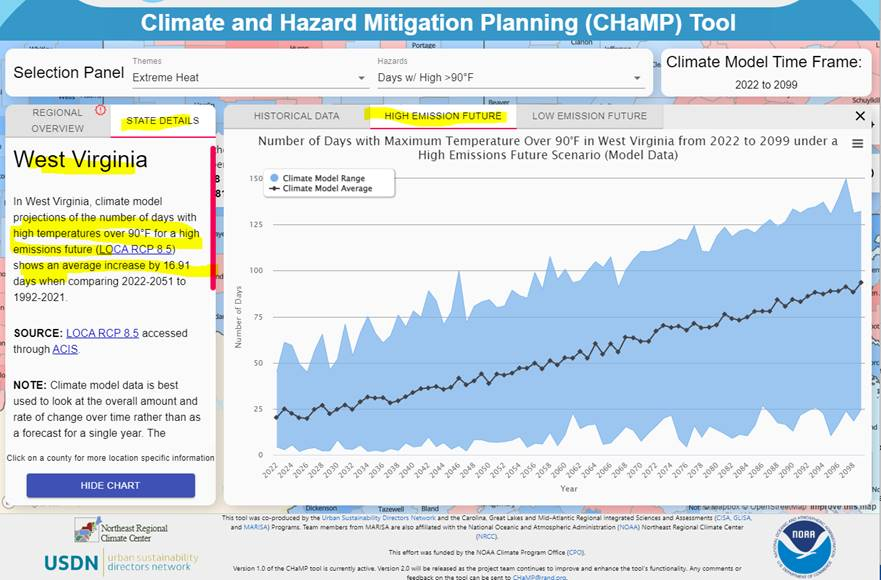 Climate and Hazard Mitigation Planning (CHaMP) Tool
Portage
Clarion
Selection Panel
Themes
Extreme Heat
Hazards
Days w/ High >90°F
Climate Model Time Frame:
2022 to 2099
Beaver
Schuylkill
REGIONAL
OVERVIEW
STATE DETAILS
HISTORICAL DATA
HIGH EMISSION FUTURE
LOW EMISSION FUTURE
West Virginia
In West Virginia, climate model
projections of the number of days with
high temperatures over 90°F for a high
emissions future (LOCA RCP 8.5)
shows an average increase by 16.91
days when comparing 2022-2051 to
1992-2021.
SOURCE: LOCA RCP 8.5 accessed
through ACIS.
NOTE: Climate model data is best
used to look at the overall amount and
rate of change over time rather than as
a forecast for a single year. The
Click on a county for more location specific information
HIDE CHART
Number of Days with Maximum Temperature Over 90°F in West Virginia from 2022 to 2099 under a
High Emissions Future Scenario (Model Data)
Climate Model Range
Climate Model Average
Number of Days
150
125
100
75
50
25
0
2022 2024 2026 2028 2030 2032 2034 2036 2038 2040 2042 2044 2046 2048 2050 2052 2054 2056 2058 2060 2062 2064 2066 2068 2070 2072 2074 2076 2078 2080 2082 2084 2086 2088 2090 2092 2094 2096 2098
Year
Dickenson
Tazewell
Bland
© Mapbox © OpenStreetMap Improve this map
Northeast Regional
Climate Center
USDN urban sustainability
directors network
This tool was co-produced by the Urban Sustainability Directors Network and the Carolina, Great Lakes and Mid-Atlantic Regional Integrated Sciences and Assessments (CISA, GLISA,
and MARISA) Programs. Team members from MARISA are also affiliated with the National Oceanic and Atmospheric Administration (NOAA) Northeast Regional Climate Center
(NRCC).
This effort was funded by the NOAA Climate Program Office (CPO).
Version 1.0 of the CHaMP tool is currently active. Version 2.0 will be released as the project team continues to improve and enhance the tool's functionality. Any comments or
feedback on the tool can be sent to CHaMP@rand.org.
NOAA